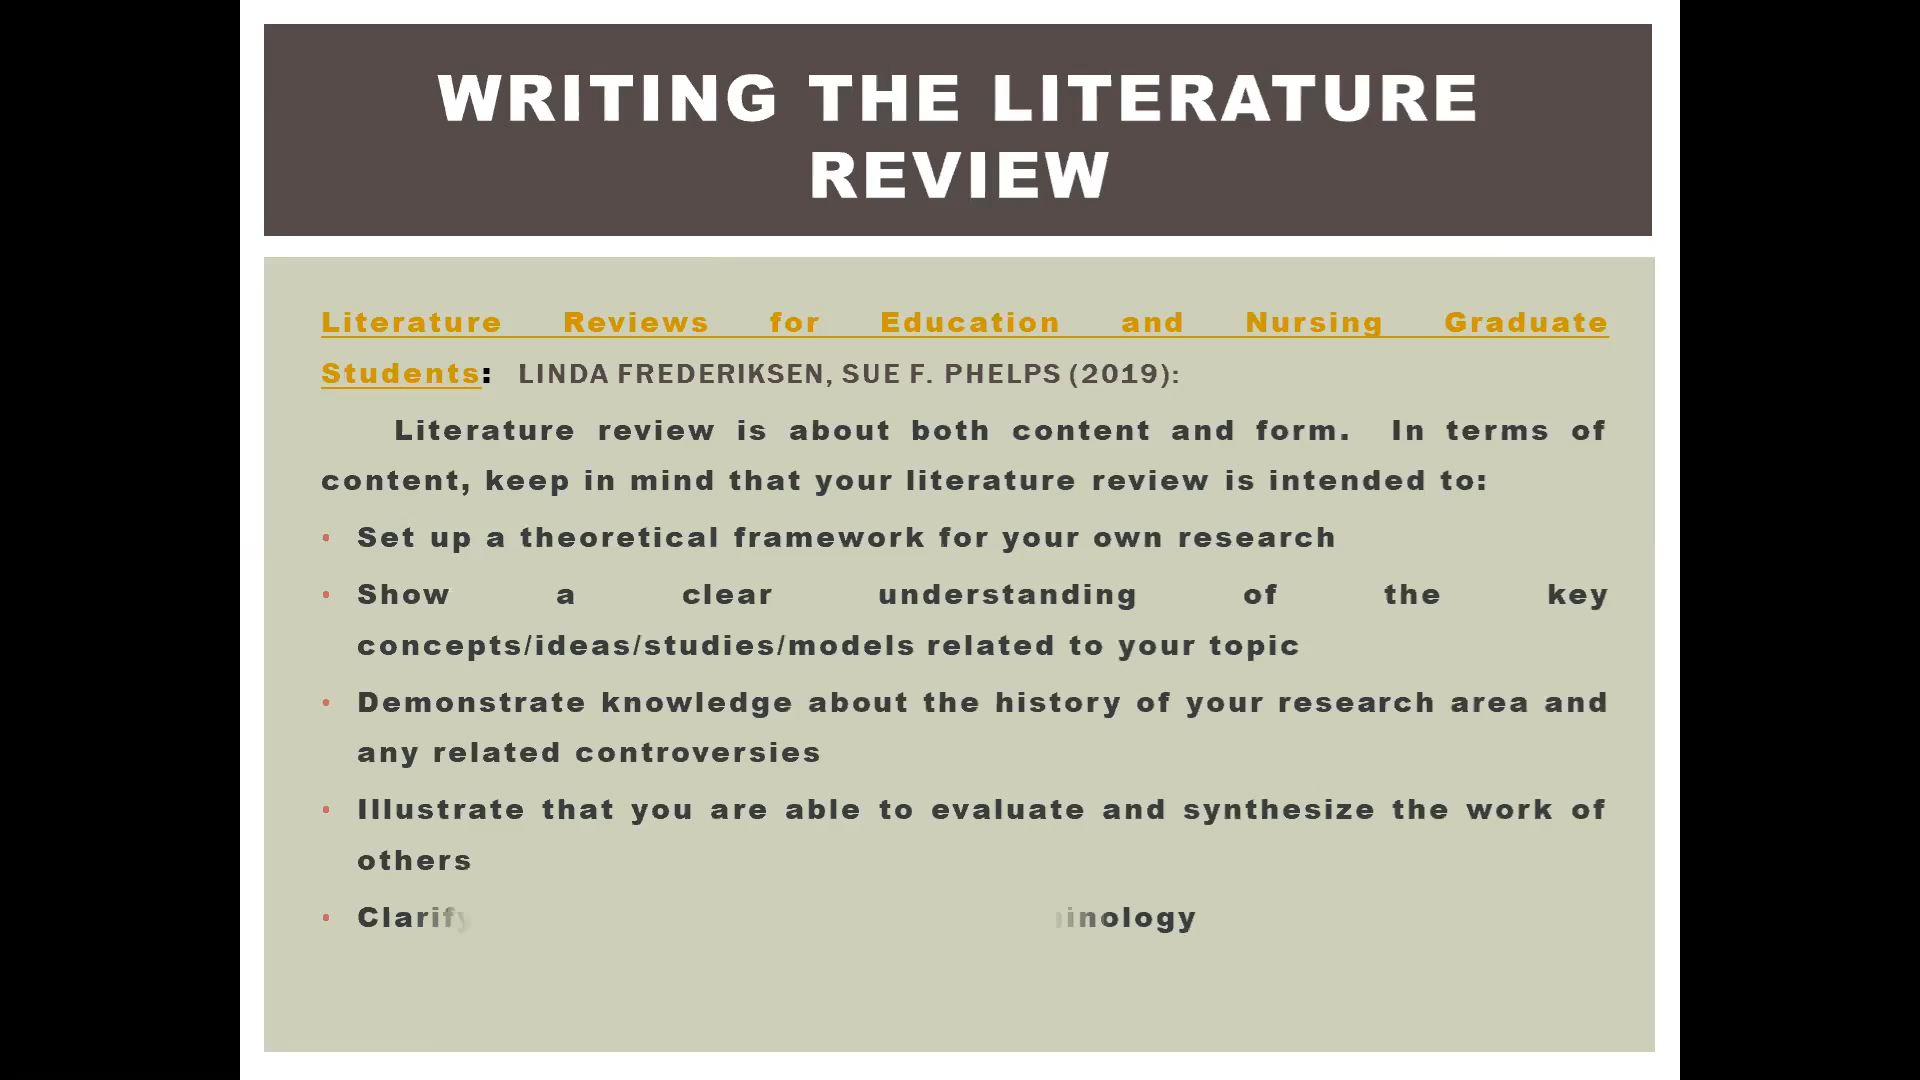 WRITING THE LITERATURE
REVIEW
Literature Reviews for Education and Nursing Graduate
Students: LINDA FREDERIKSEN, SUE F. PHELPS (2019):
Literature review is about both content and form. In terms of
content, keep in mind that your literature review is intended to:
• Set up a theoretical framework for your own research
• Show a clear understanding of the key
concepts/ideas/studies/models related to your topic
• Demonstrate knowledge about the history of your research area and
any related controversies
• Illustrate that you are able to evaluate and synthesize the work of
others
• Clarify